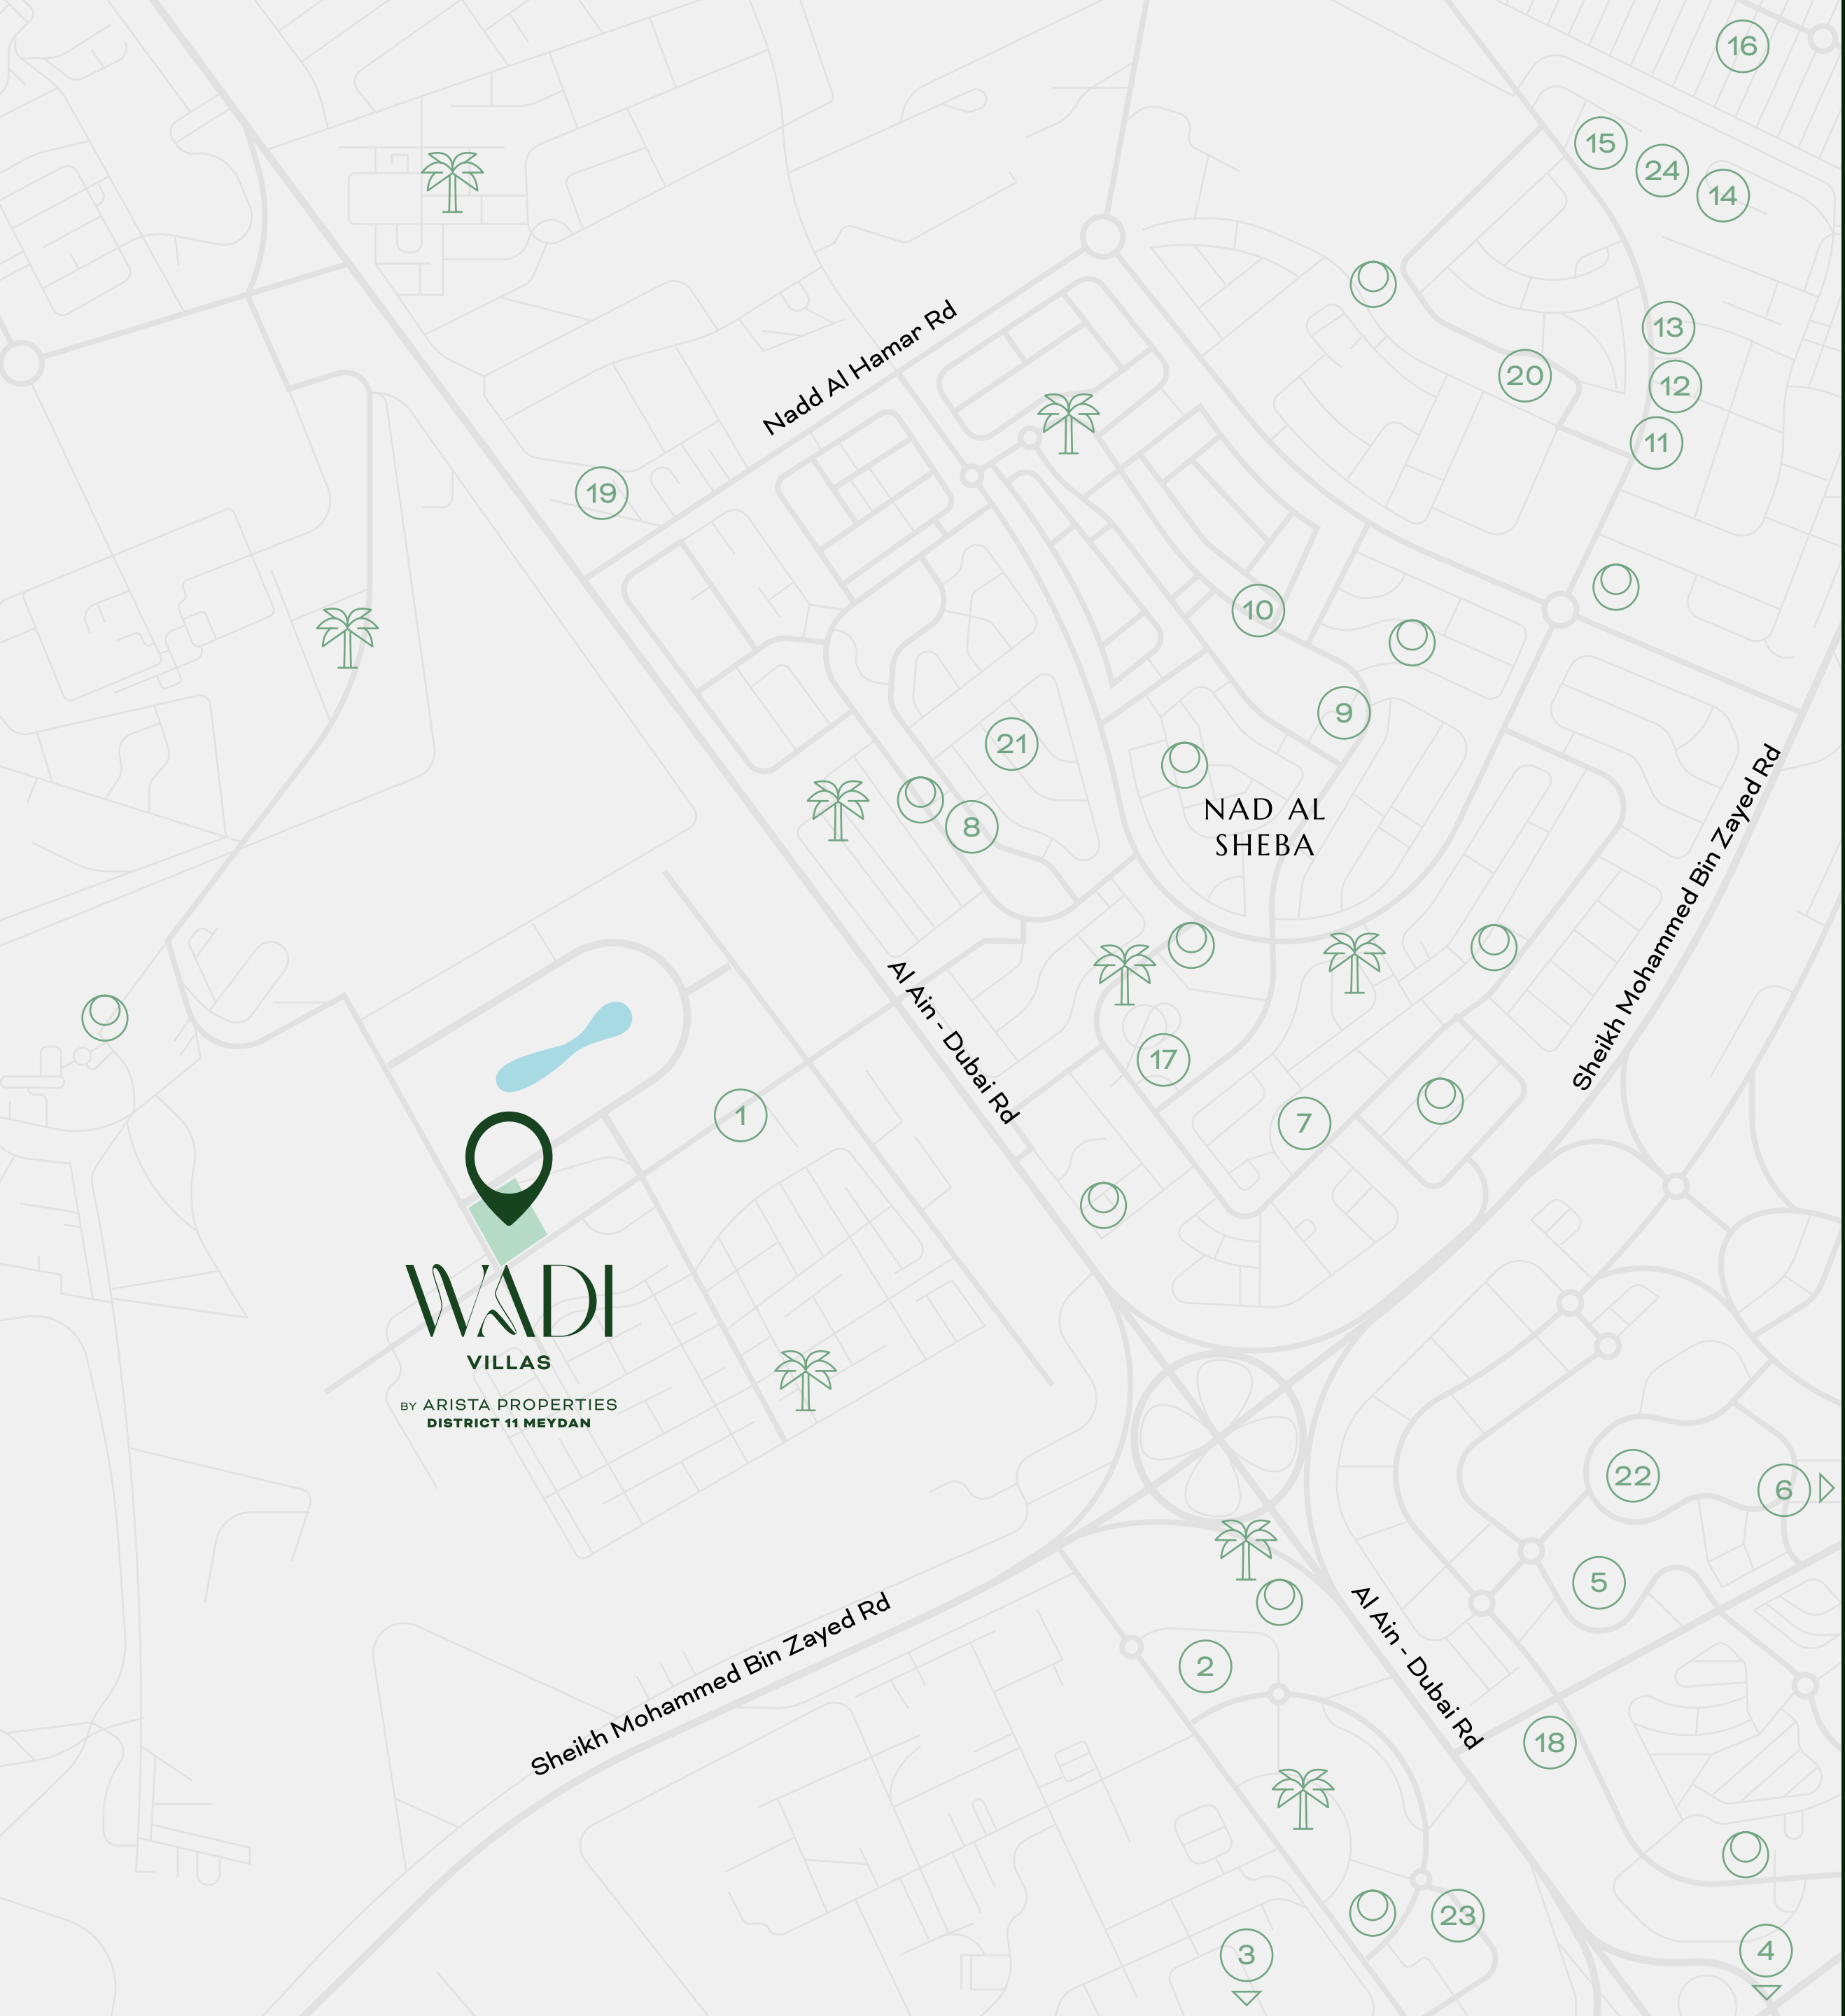 16
15
24
14
Nadd Al Hamar Rd
13
20
12
11
19
10
9
21
8
NAD AL
SHEBA
Sheikh Mohammed Bin Zayed Rd
Al Ain - Dubai Rd
17
1
7
WADI
VILLAS
BY ARISTA PROPERTIES
DISTRICT 11 MEYDAN
22
6
5
Sheikh Mohammed Bin Zayed Rd
Al Ain - Dubai Rd
2
18
23
3
4